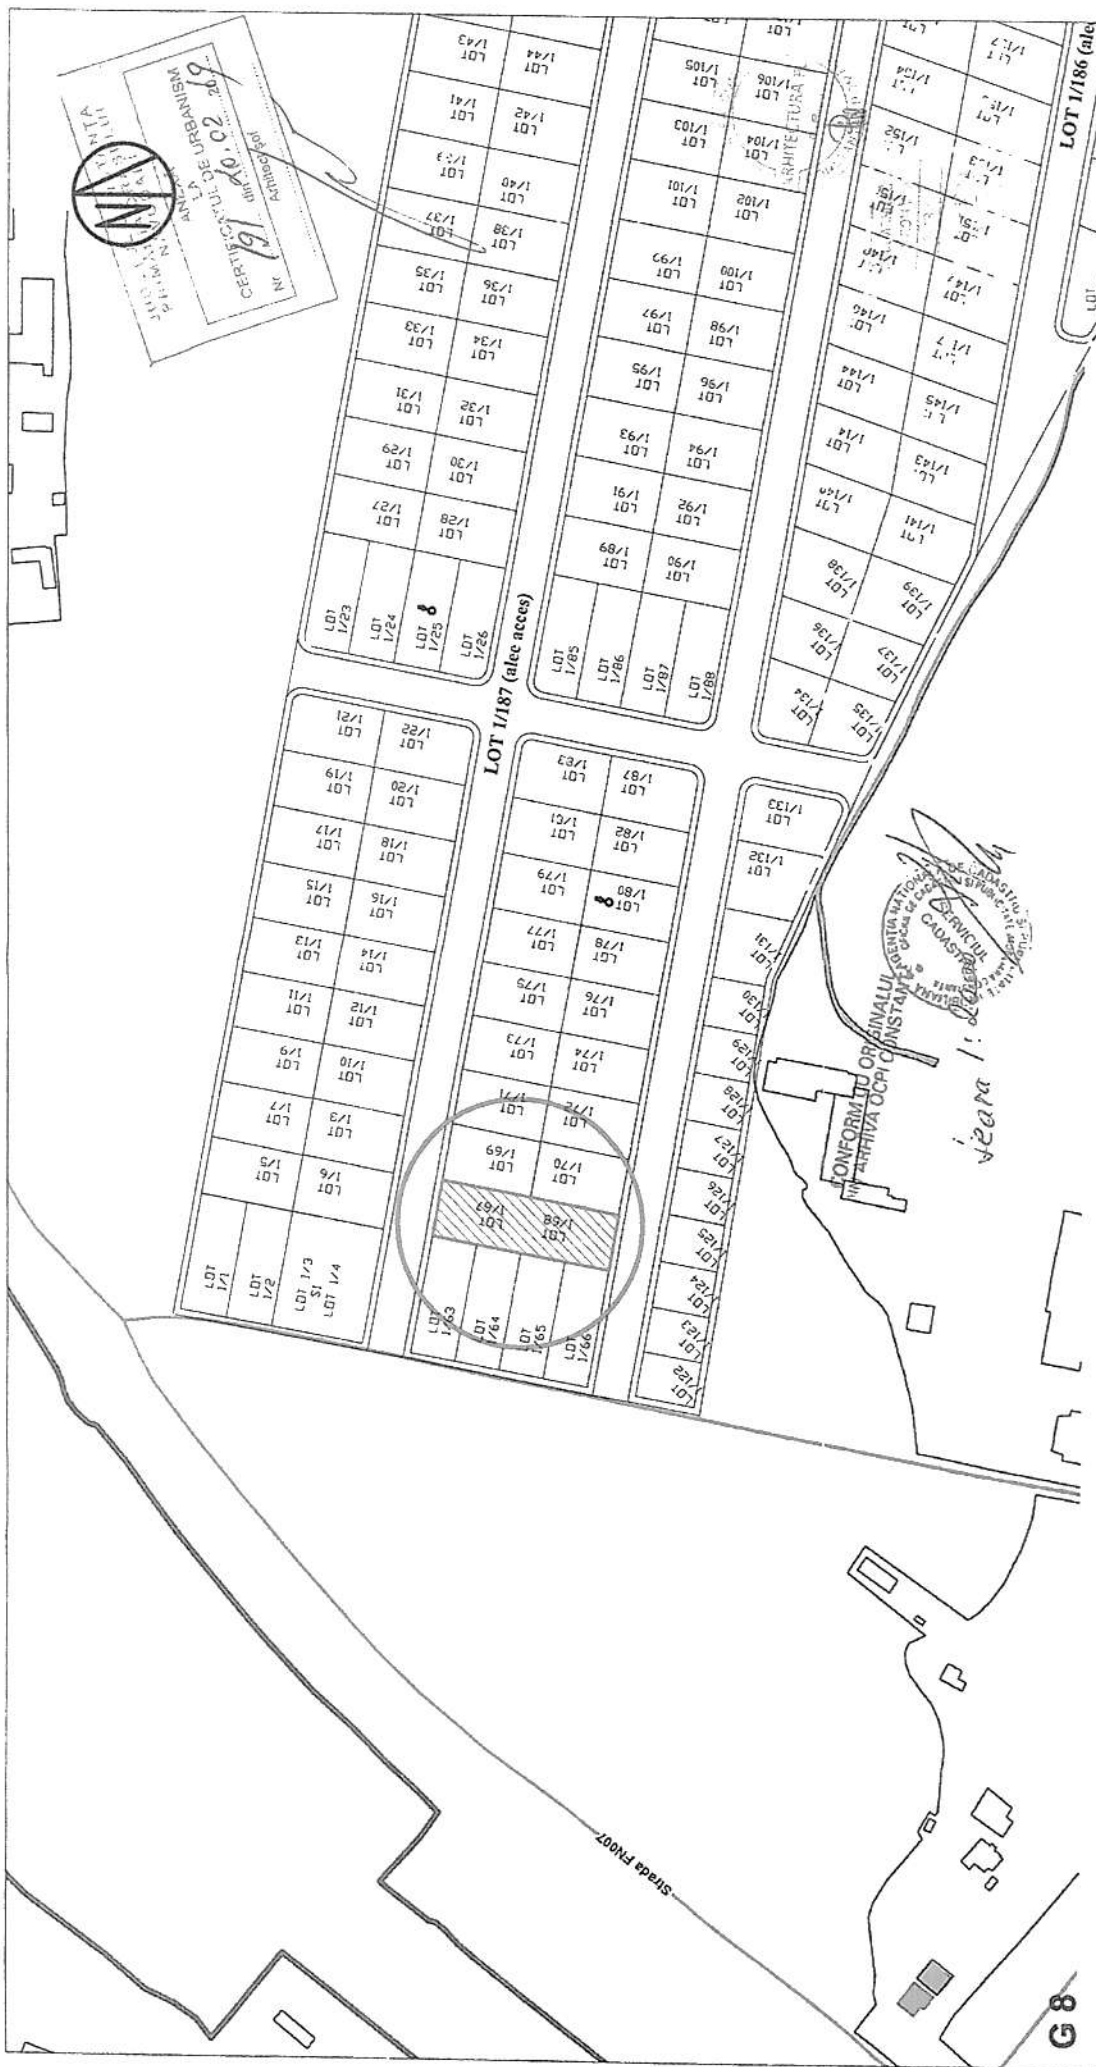 ANEXA
LA
CERTIFICATUL DE URBANISM
Nr 191 din 20.02 2019
Arhitect Șef
LOT 1/43
LOT 1/44
LOT 1/41
LOT 1/42
LOT 1/40
LOT 1/37
LOT 1/38
LOT 1/35
LOT 1/36
LOT 1/33
LOT 1/34
LOT 1/31
LOT 1/32
LOT 1/29
LOT 1/30
LOT 1/27
LOT 1/28
LOT 1/23
LOT 1/24
LOT 1/25
LOT 1/26
LOT 1/105
LOT 1/106
LOT 1/103
LOT 1/104
LOT 1/101
LOT 1/102
LOT 1/99
LOT 1/100
LOT 1/97
LOT 1/98
LOT 1/95
LOT 1/96
LOT 1/93
LOT 1/94
LOT 1/91
LOT 1/92
LOT 1/89
LOT 1/90
LOT 1/85
LOT 1/86
LOT 1/87
LOT 1/88
ARHITECTURA
1/154
1/152
LOT 1/146
LOT 1/144
1/145
LOT 1/14
1/143
LOT 1/141
LOT 1/138
LOT 1/139
LOT 1/136
LOT 1/137
LOT 1/134
LOT 1/135
LOT 1/186 (alee
LOT
LOT 1/187 (alee acces)
LOT 1/21
LOT 1/22
LOT 1/19
LOT 1/20
LOT 1/17
LOT 1/18
LOT 1/15
LOT 1/16
LOT 1/13
LOT 1/14
LOT 1/11
LOT 1/12
LOT 1/9
LOT 1/10
LOT 1/7
LOT 1/3
LOT 1/5
LOT 1/6
LOT 1/1
LOT 1/2
LOT 1/3
SI
LOT 1/4
LOT 1/83
LOT 1/87
LOT 1/81
LOT 1/82
LOT 1/79
LOT 1/80
LOT 1/77
LOT 1/78
LOT 1/75
LOT 1/76
LOT 1/73
LOT 1/74
LOT 1/71
LOT 1/72
LOT 1/69
LOT 1/70
LOT 1/67
LOT 1/68
LOT 1/63
LOT 1/64
LOT 1/65
LOT 1/66
LOT 1/133
LOT 1/132
LOT 1/131
LOT 1/130
LOT 1/129
LOT 1/128
LOT 1/127
LOT 1/126
LOT 1/125
LOT 1/124
LOT 1/123
LOT 1/122
CONFORM CU ORIGINALUL
DIN ARHIVA OCPI CONSTANTA
AGENTIA NATIONALA DE CADASTRU
SERVICIUL
CADASTRU
Strada FN007
G 8